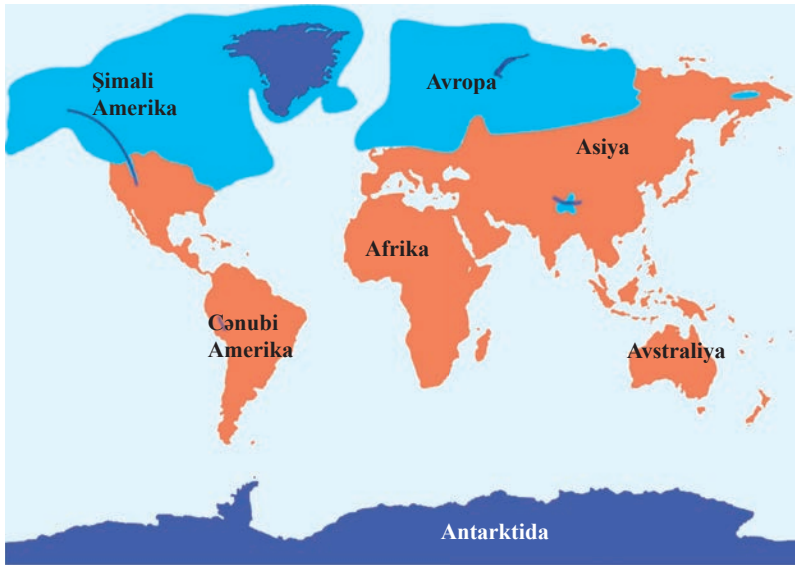 Şimali
Amerika
Avropa
Asiya
Afrika
Cənubi
Amerika
Avstraliya
Antarktida